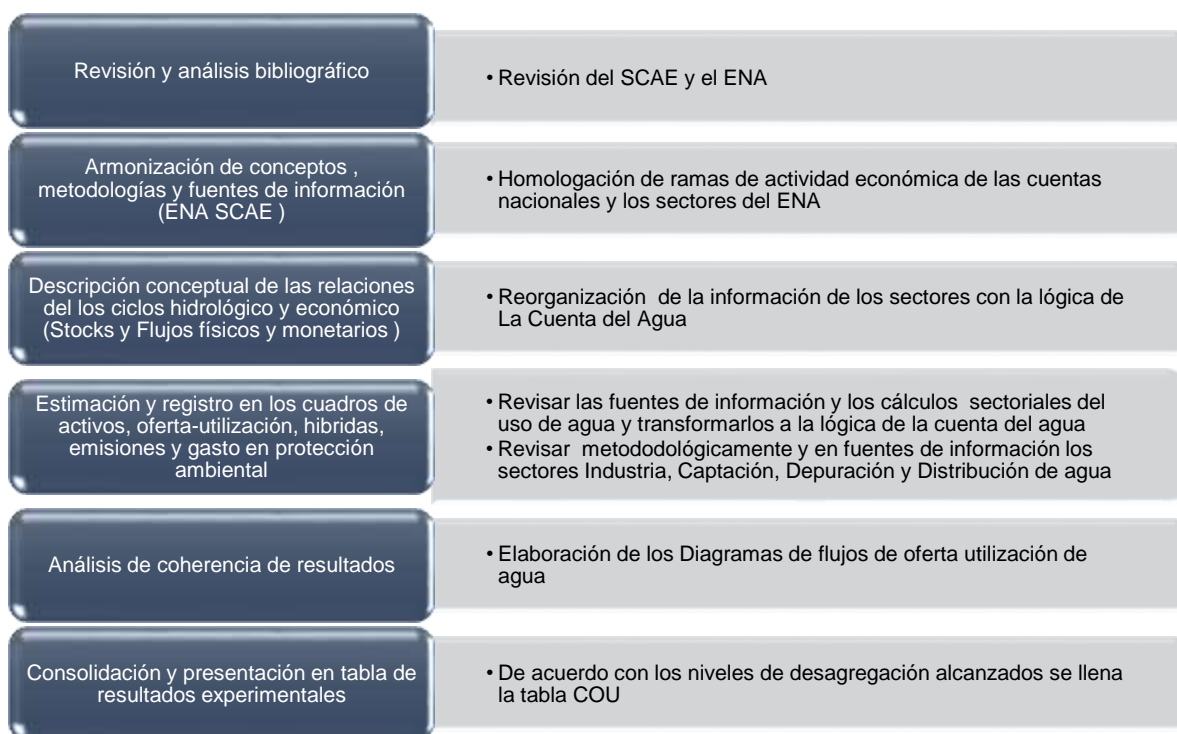 Revisión y análisis bibliográfico
• Revisión del SCAE y el ENA
Armonización de conceptos ,
metodologías y fuentes de información
(ENA SCAE )
• Homologación de ramas de actividad económica de las cuentas
nacionales y los sectores del ENA
Descripción conceptual de las relaciones
del los ciclos hidrológico y económico
(Stocks y Flujos físicos y monetarios )
• Reorganización de la información de los sectores con la lógica de
La Cuenta del Agua
Estimación y registro en los cuadros de
activos, oferta-utilización, hibridas,
emisiones y gasto en protección
ambiental
• Revisar las fuentes de información y los cálculos sectoriales del
uso de agua y transformarlos a la lógica de la cuenta del agua
• Revisar metododológicamente y en fuentes de información los
sectores Industria, Captación, Depuración y Distribución de agua
Análisis de coherencia de resultados
• Elaboración de los Diagramas de flujos de oferta utilización de
agua
Consolidación y presentación en tabla de
resultados experimentales
• De acuerdo con los niveles de desagregación alcanzados se llena
la tabla COU